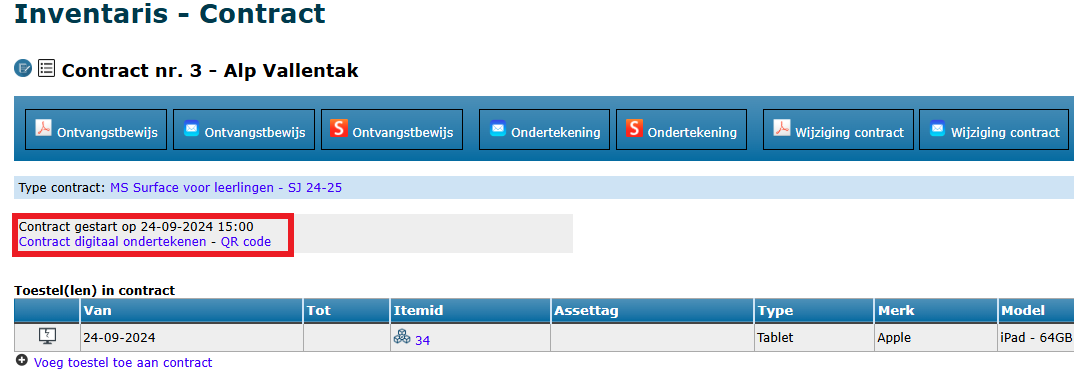 Inventaris - Contract
Contract nr. 3 - Alp Vallentak
Ontvangstbewijs Ontvangstbewijs S Ontvangstbewijs Ondertekening S Ondertekening Wijziging contract Wijziging contract
Type contract: MS Surface voor leerlingen - SJ 24-25
Contract gestart op 24-09-2024 15:00
Contract digitaal ondertekenen - QR code
Toestel(len) in contract
Van Tot Itemid Assettag Type Merk Model
24-09-2024 34 Tablet Apple iPad - 64GB
Voeg toestel toe aan contract